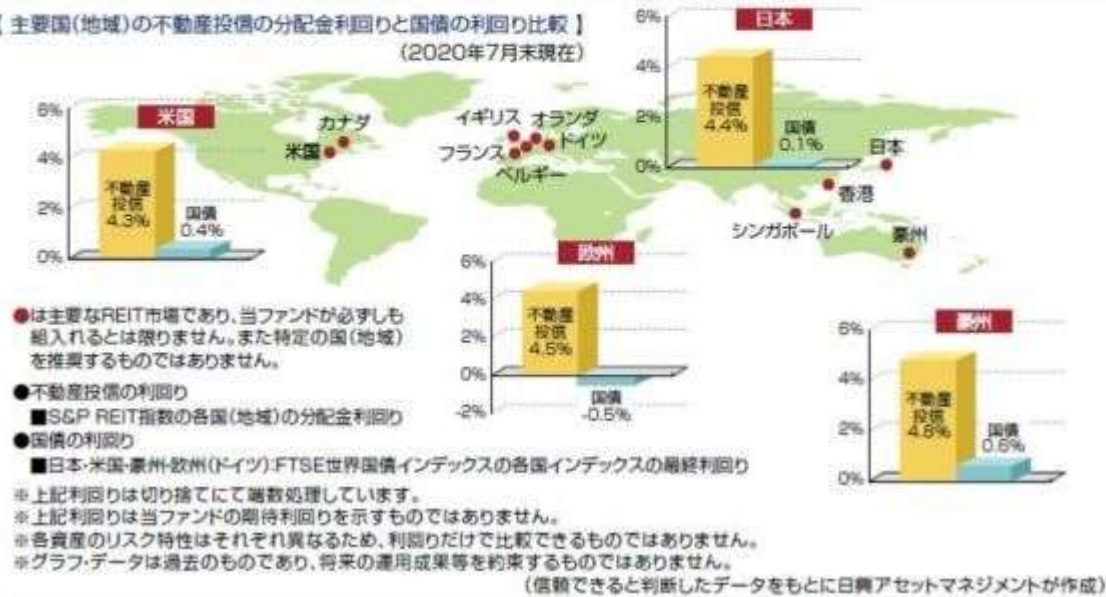 【 主要国(地域)の不動産投信の分配金利回りと国債の利回り比較 】
(2020年7月末現在)
米国
6%
4%
2%
0%
不動産
投信
4.3%
国債
0.4%
カナダ
米国
イギリス
オランダ
フランス
ドイツ
ベルギー
日本
6%
4%
2%
0%
不動産
投信
4.4%
国債
0.1%
日本
香港
シンガポール
豪州
欧州
6%
4%
2%
0%
-2%
不動産
投信
4.5%
国債
-0.5%
豪州
6%
4%
2%
0%
不動産
投信
4.8%
国債
0.6%
●は主要なREIT市場であり、当ファンドが必ずしも
組入れるとは限りません。また特定の国(地域)
を推奨するものではありません。
●不動産投信の利回り
■S&P REIT指数の各国(地域)の分配金利回り
●国債の利回り
■日本・米国・豪州・欧州(ドイツ):FTSE世界国債インデックスの各国インデックスの最終利回り
※上記利回りは切り捨てにて端数処理しています。
※上記利回りは当ファンドの期待利回りを示すものではありません。
※各資産のリスク特性はそれぞれ異なるため、利回りだけで比較できるものではありません。
※グラフ・データは過去のものであり、将来の運用成果等を約束するものではありません。
(信頼できると判断したデータをもとに日興アセットマネジメントが作成)